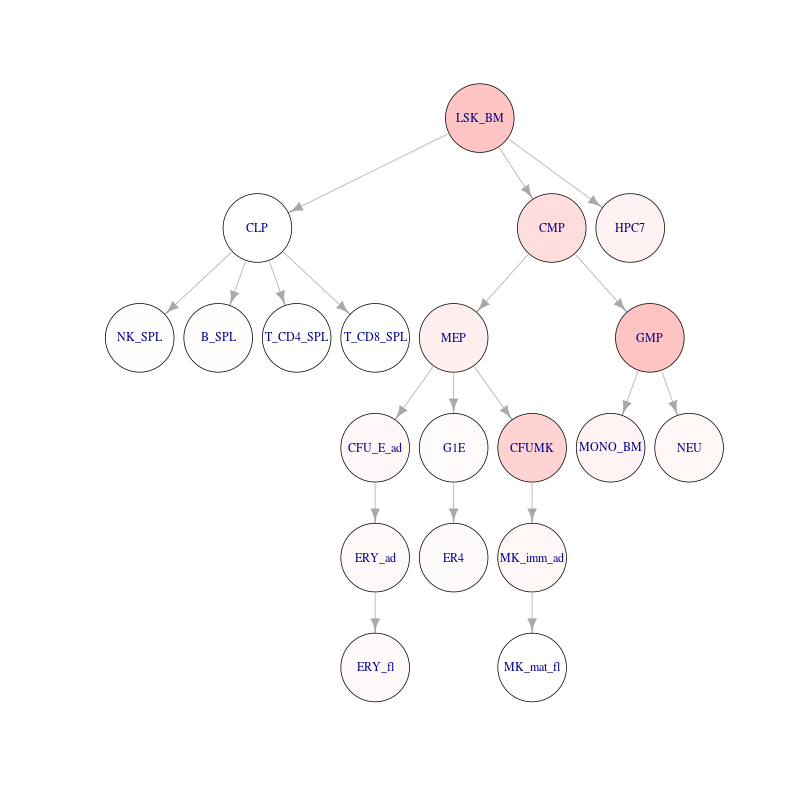 LSK_BM
CLP
CMP
HPC7
NK_SPL
B_SPL
T_CD4_SPL
T_CD8_SPL
MEP
GMP
CFU_E_ad
G1E
CFUMK
MONO_BM
NEU
ERY_ad
ER4
MK_imm_ad
ERY_fl
MK_mat_fl